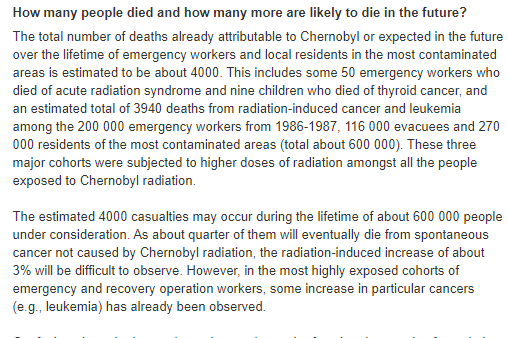 How many people died and how many more are likely to die in the future?
The total number of deaths already attributable to Chernobyl or expected in the future
over the lifetime of emergency workers and local residents in the most contaminated
areas is estimated to be about 4000. This includes some 50 emergency workers who
died of acute radiation syndrome and nine children who died of thyroid cancer, and
an estimated total of 3940 deaths from radiation-induced cancer and leukemia
among the 200 000 emergency workers from 1986-1987, 116 000 evacuees and 270
000 residents of the most contaminated areas (total about 600 000). These three
major cohorts were subjected to higher doses of radiation amongst all the people
exposed to Chernobyl radiation.
The estimated 4000 casualties may occur during the lifetime of about 600 000 people
under consideration. As about quarter of them will eventually die from spontaneous
cancer not caused by Chernobyl radiation, the radiation-induced increase of about
3% will be difficult to observe. However, in the most highly exposed cohorts of
emergency and recovery operation workers, some increase in particular cancers
(e.g., leukemia) has already been observed.